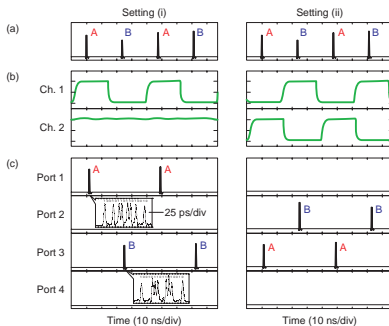 Setting (i) Setting (ii)
(a) A B A B A B A B
(b)
Ch. 1
Ch. 2
(c)
Port 1 A A
Port 2 25 ps/div B B
Port 3 B B A A
Port 4
Time (10 ns/div) Time (10 ns/div)